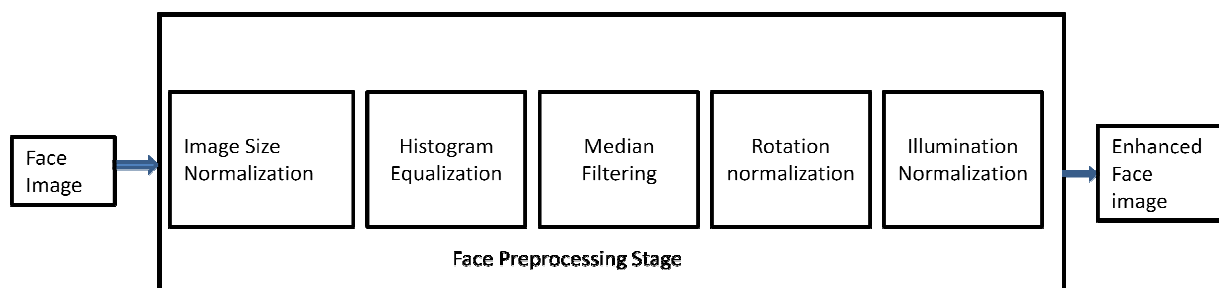 Face
Image
Image Size
Normalization
Histogram
Equalization
Median
Filtering
Rotation
normalization
Illumination
Normalization
Enhanced
Face
image
Face Preprocessing Stage